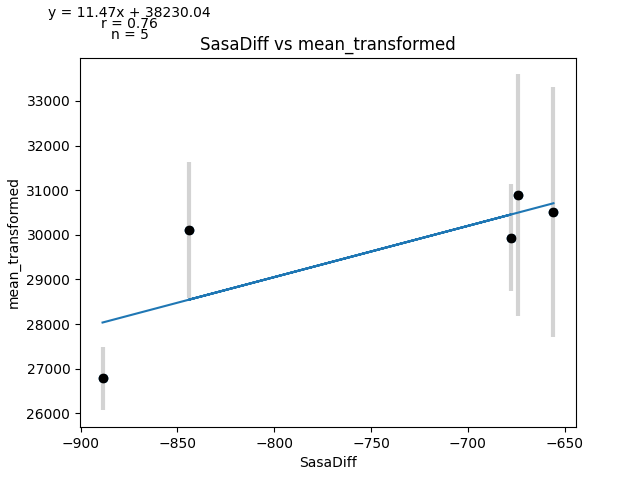 y = 11.47x + 38230.04
r = 0.76
n = 5
SasaDiff vs mean_transformed
33000
32000
31000
30000
29000
28000
27000
26000
mean_transformed
−900
−850
−800
−750
−700
−650
SasaDiff